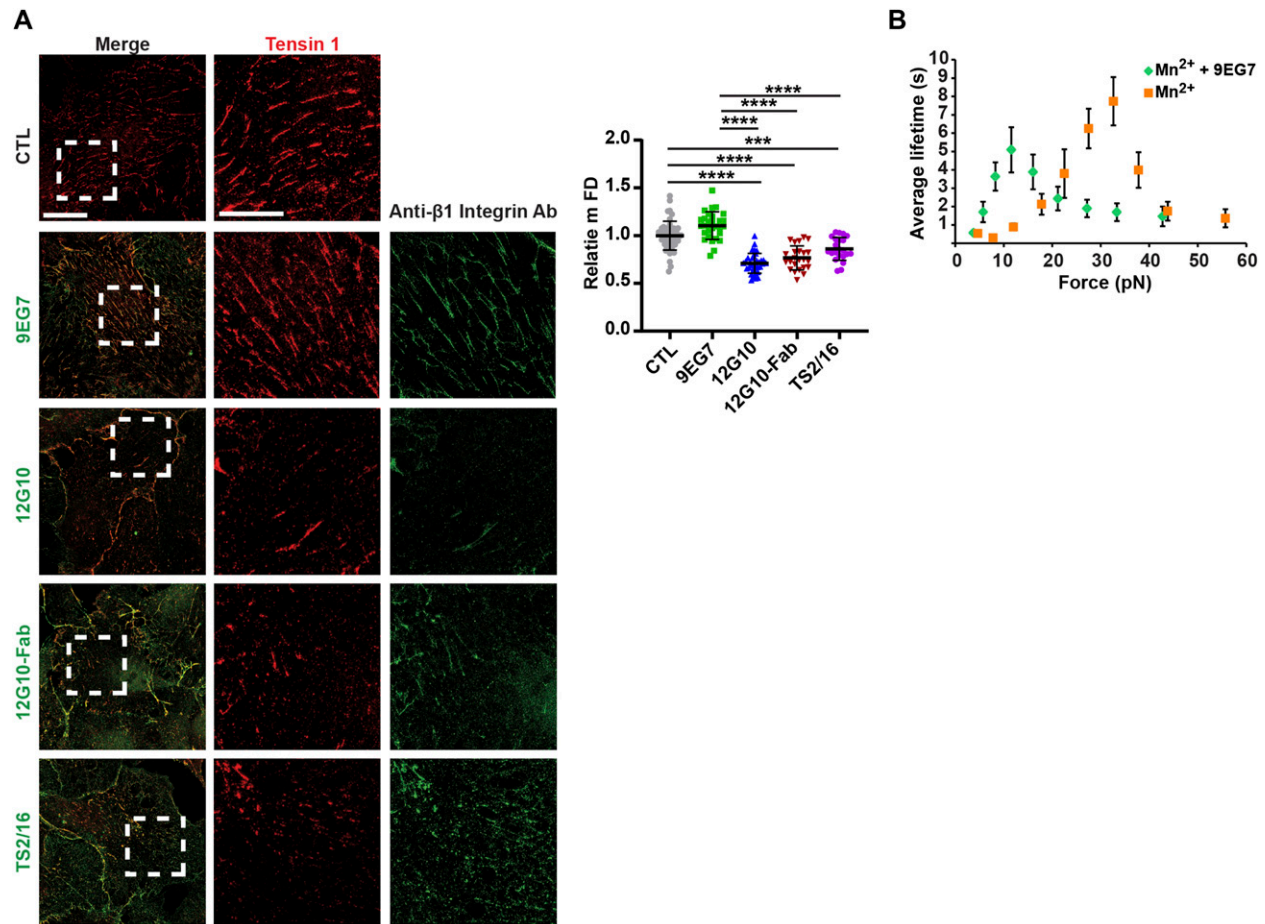 A
B
Merge
Tensin 1
CTL
Anti-β1 Integrin Ab
9EG7
12G10
12G10-Fab
TS2/16
****
****
****
***
****
****
Relatie m FD
2.0
1.5
1.0
0.5
0.0
CTL
9EG7
12G10
12G10-Fab
TS2/16
Average lifetime (s)
10
9
8
7
6
5
4
3
2
1
Mn2+ + 9EG7
Mn2+
0 10 20 30 40 50 60
Force (pN)